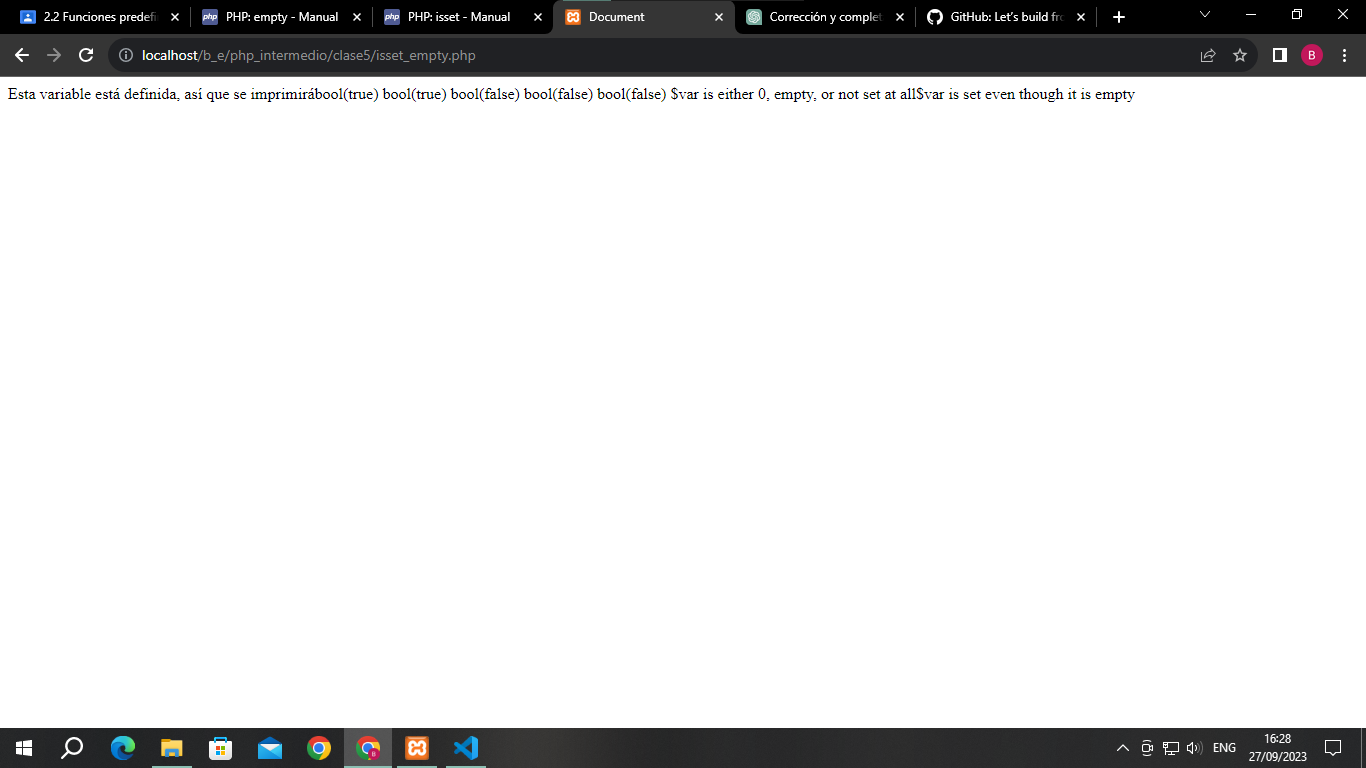 2.2 Funciones predefi
php PHP: empty - Manual
php PHP: isset - Manual
Document
Corrección y complet
GitHub: Let's build fro
localhost/b_e/php_intermedio/clase5/isset_empty.php
B
Esta variable está definida, así que se imprimirábool(true) bool(true) bool(false) bool(false) bool(false) $var is either 0, empty, or not set at all$var is set even though it is empty
B
ENG
16:28
27/09/2023